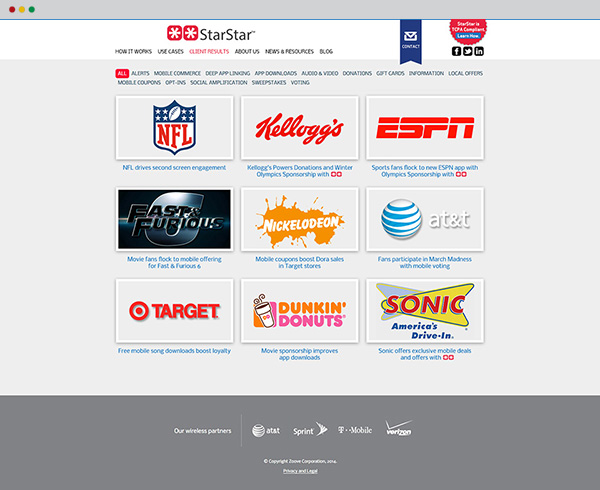 StarStar™
CONTACT
StarStar is
TCPA Compliant.
Learn How.
HOW IT WORKS USE CASES CLIENT RESULTS ABOUT US NEWS & RESOURCES BLOG
ALL ALERTS MOBILE COMMERCE DEEP APP LINKING APP DOWNLOADS AUDIO & VIDEO DONATIONS GIFT CARDS INFORMATION LOCAL OFFERS
MOBILE COUPONS OPT-INS SOCIAL AMPLIFICATION SWEEPSTAKES VOTING
NFL
Kellogg's
ESPN
NFL drives second screen engagement
Kellogg's Powers Donations and Winter
Olympics Sponsorship with
Sports fans flock to new ESPN app with
Olympics Sponsorship with
FAST &
FURIOUS
6
NICKELODEON
at&t
Movie fans flock to mobile offering
for Fast & Furious 6
Mobile coupons boost Dora sales
in Target stores
Fans participate in March Madness
with mobile voting
TARGET
DUNKIN'
DONUTS
SONIC
America's
Drive-In.
Free mobile song downloads boost loyalty
Movie sponsorship improves
app downloads
Sonic offers exclusive mobile deals
and offers with
Our wireless partners
at&t
Sprint
T··Mobile·
verizon
© Copyright Zoove Corporation, 2014.
Privacy and Legal